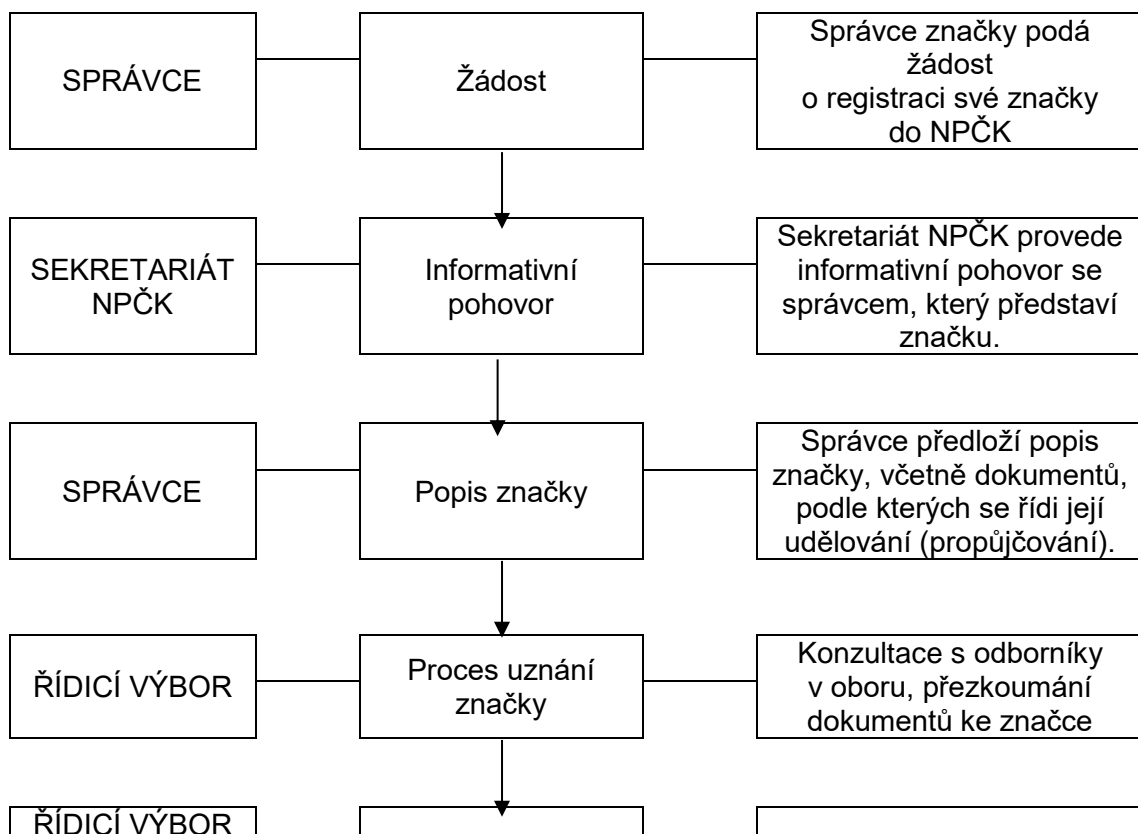 SPRÁVCE
Žádost
Správce značky podá
žádost
o registraci své značky
do NPČK
SEKRETARIÁT
NPČK
Informativní
pohovor
Sekretariát NPČK provede
informativní pohovor se
správcem, který představí
značku.
SPRÁVCE
Popis značky
Správce předloží popis
značky, včetně dokumentů,
podle kterých se řídi její
udělování (propůjčování).
ŘÍDICÍ VÝBOR
Proces uznání
značky
Konzultace s odborníky
v oboru, přezkoumání
dokumentů ke značce
ŘÍDICÍ VÝBOR